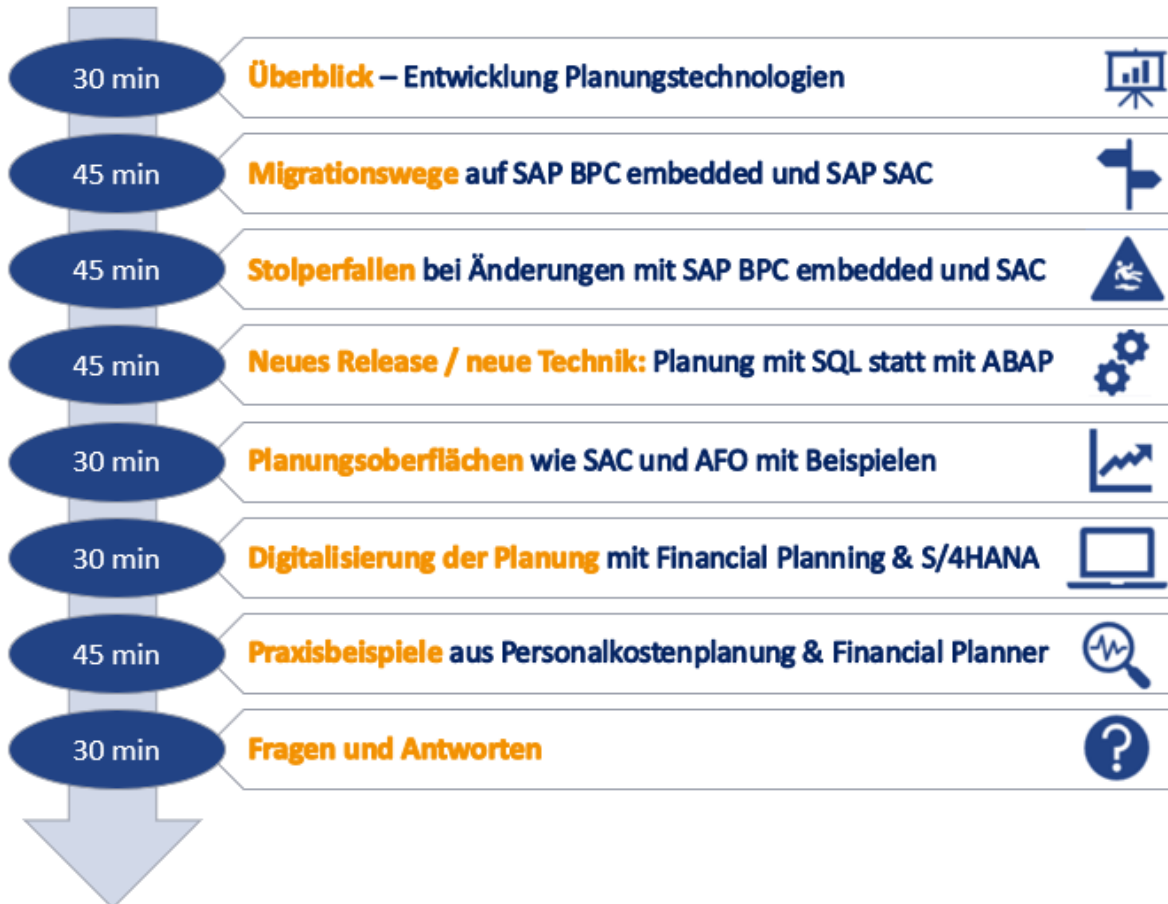 30 min
Überblick – Entwicklung Planungstechnologien
45 min
Migrationswege auf SAP BPC embedded und SAP SAC
45 min
Stolperfallen bei Änderungen mit SAP BPC embedded und SAC
45 min
Neues Release / neue Technik: Planung mit SQL statt mit ABAP
30 min
Planungsoberflächen wie SAC und AFO mit Beispielen
30 min
Digitalisierung der Planung mit Financial Planning & S/4HANA
45 min
Praxisbeispiele aus Personalkostenplanung & Financial Planner
30 min
Fragen und Antworten
?